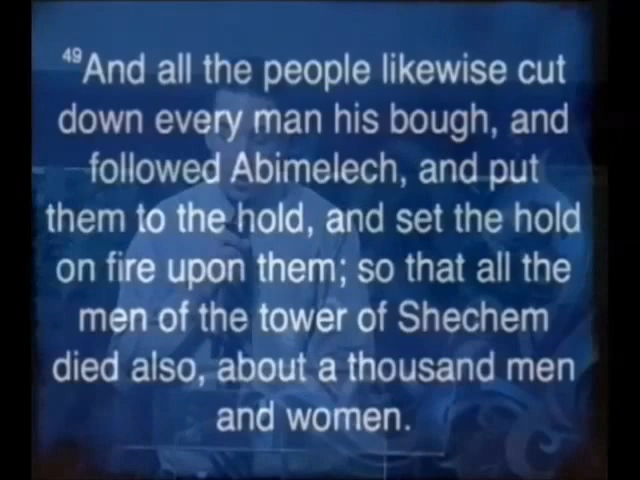 49And all the people likewise cut
down every man his bough, and
followed Abimelech, and put
them to the hold, and set the hold
on fire upon them; so that all the
men of the tower of Shechem
died also, about a thousand men
and women.